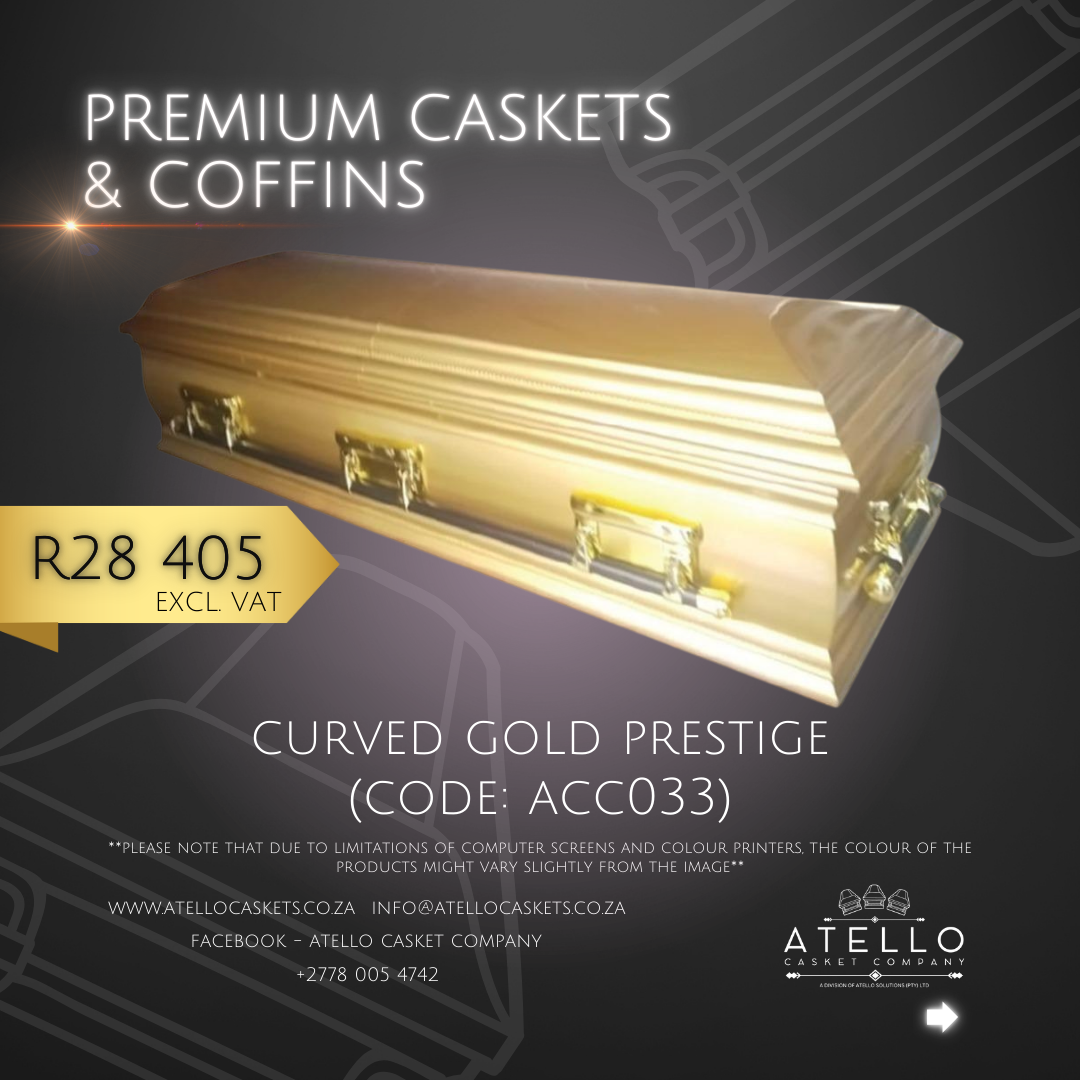 PREMIUM CASKETS
& COFFINS
R28 405
EXCL. VAT
CURVED GOLD PRESTIGE
(CODE: ACC033)
**PLEASE NOTE THAT DUE TO LIMITATIONS OF COMPUTER SCREENS AND COLOUR PRINTERS, THE COLOUR OF THE
PRODUCTS MIGHT VARY SLIGHTLY FROM THE IMAGE**
WWW.ATELLOCASKETS.CO.ZA INFO@ATELLOCASKETS.CO.ZA
FACEBOOK - ATELLO CASKET COMPANY
+2778 005 4742
ATELLO
CASKET COMPANY
A DIVISION OF ATELLO SOLUTIONS (PTY) LTD